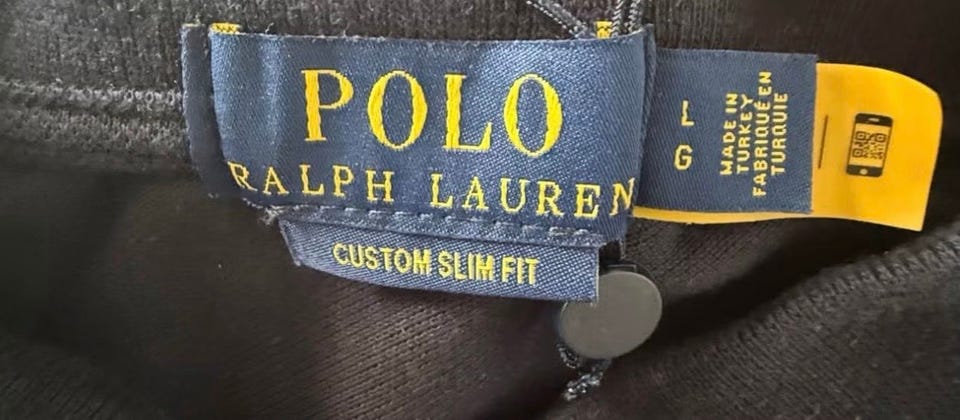 POLO
RALPH LAUREN
CUSTOM SLIM FIT
L
G
MADE IN
TURKEY
FABRIQUÉ EN
TURQUIE